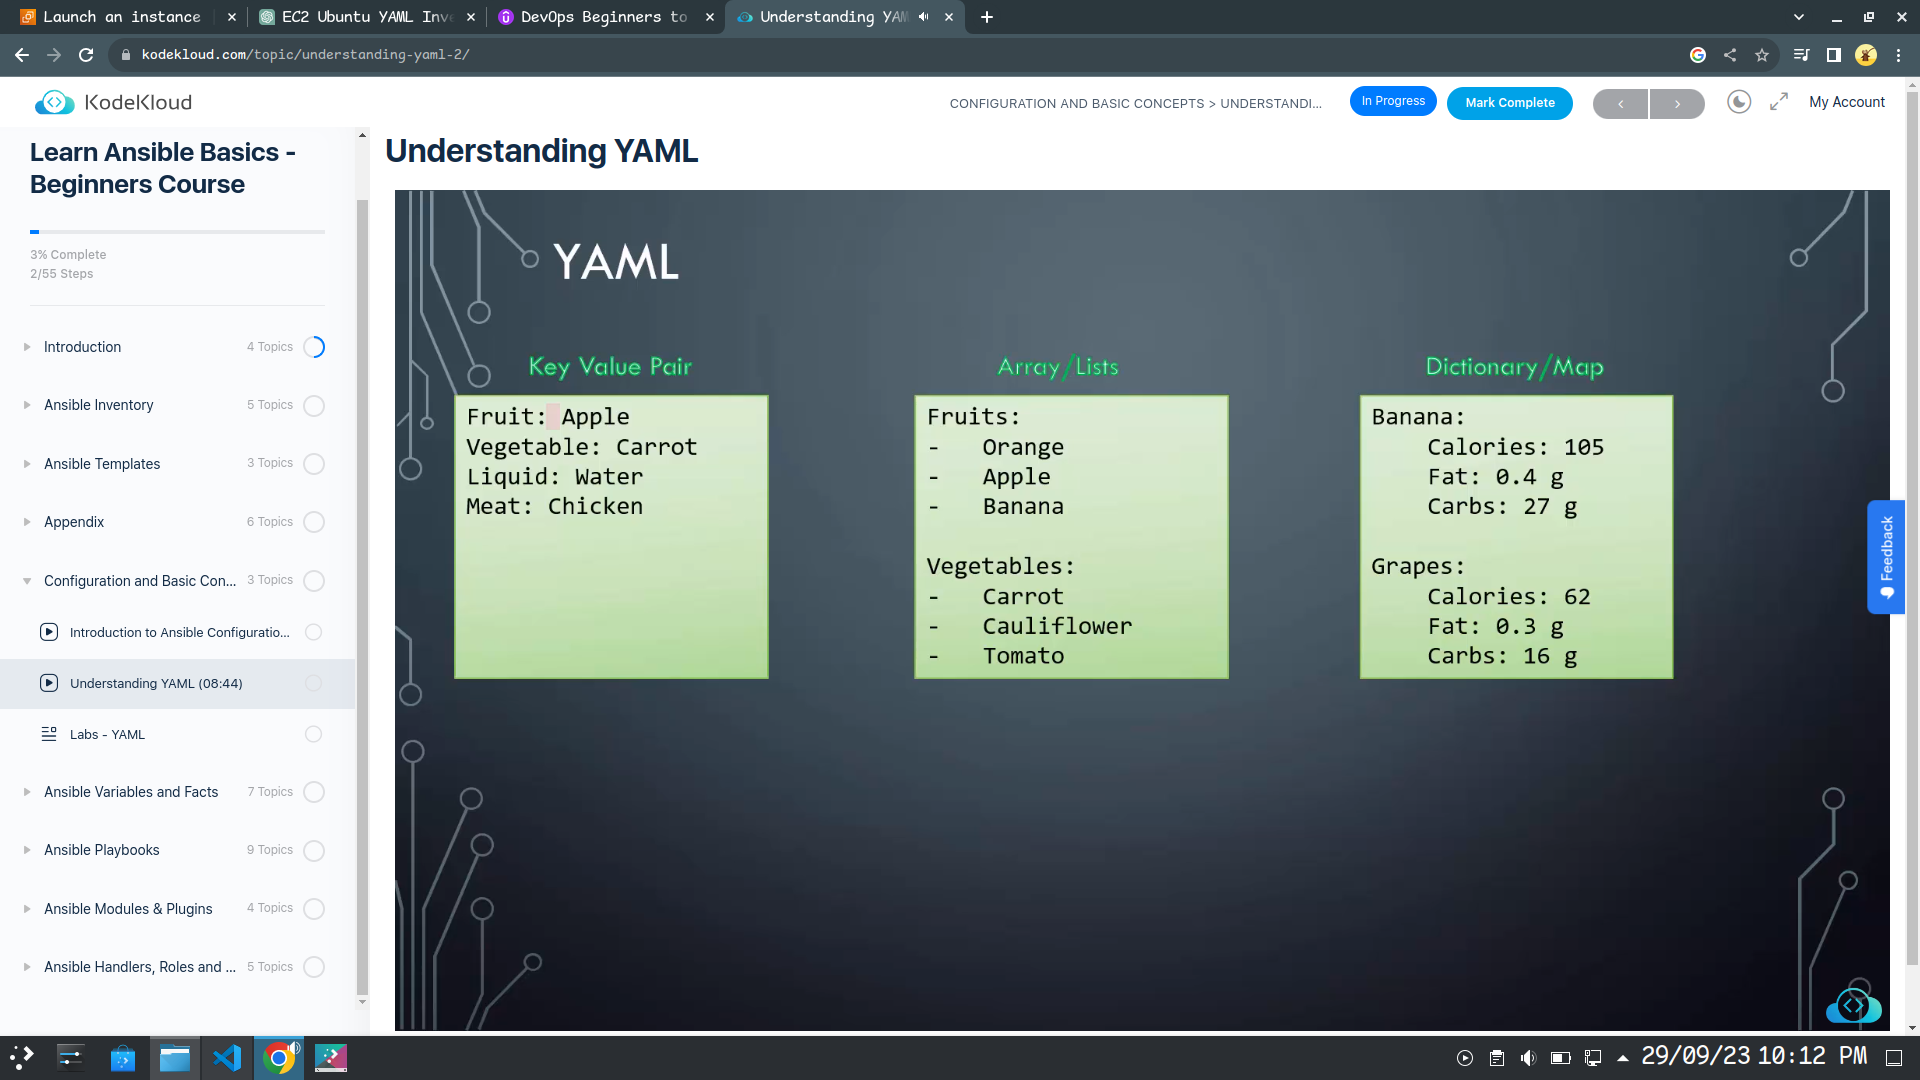 Launch an instance
EC2 Ubuntu YAML Inve
DevOps Beginners to
Understanding YAM
kodekloud.com/topic/understanding-yaml-2/
KodeKloud
CONFIGURATION AND BASIC CONCEPTS > UNDERSTANDI...
In Progress
Mark Complete
My Account
Learn Ansible Basics -
Beginners Course
3% Complete
2/55 Steps
Introduction 4 Topics
Ansible Inventory 5 Topics
Ansible Templates 3 Topics
Appendix 6 Topics
Configuration and Basic Con... 3 Topics
Introduction to Ansible Configuratio...
Understanding YAML (08:44)
Labs - YAML
Ansible Variables and Facts 7 Topics
Ansible Playbooks 9 Topics
Ansible Modules & Plugins 4 Topics
Ansible Handlers, Roles and ... 5 Topics
Understanding YAML
YAML
Key Value Pair
Fruit: Apple
Vegetable: Carrot
Liquid: Water
Meat: Chicken
Array/Lists
Fruits:
- Orange
- Apple
- Banana
Vegetables:
- Carrot
- Cauliflower
- Tomato
Dictionary/Map
Banana:
Calories: 105
Fat: 0.4 g
Carbs: 27 g
Grapes:
Calories: 62
Fat: 0.3 g
Carbs: 16 g
Feedback
29/09/23 10:12 PM